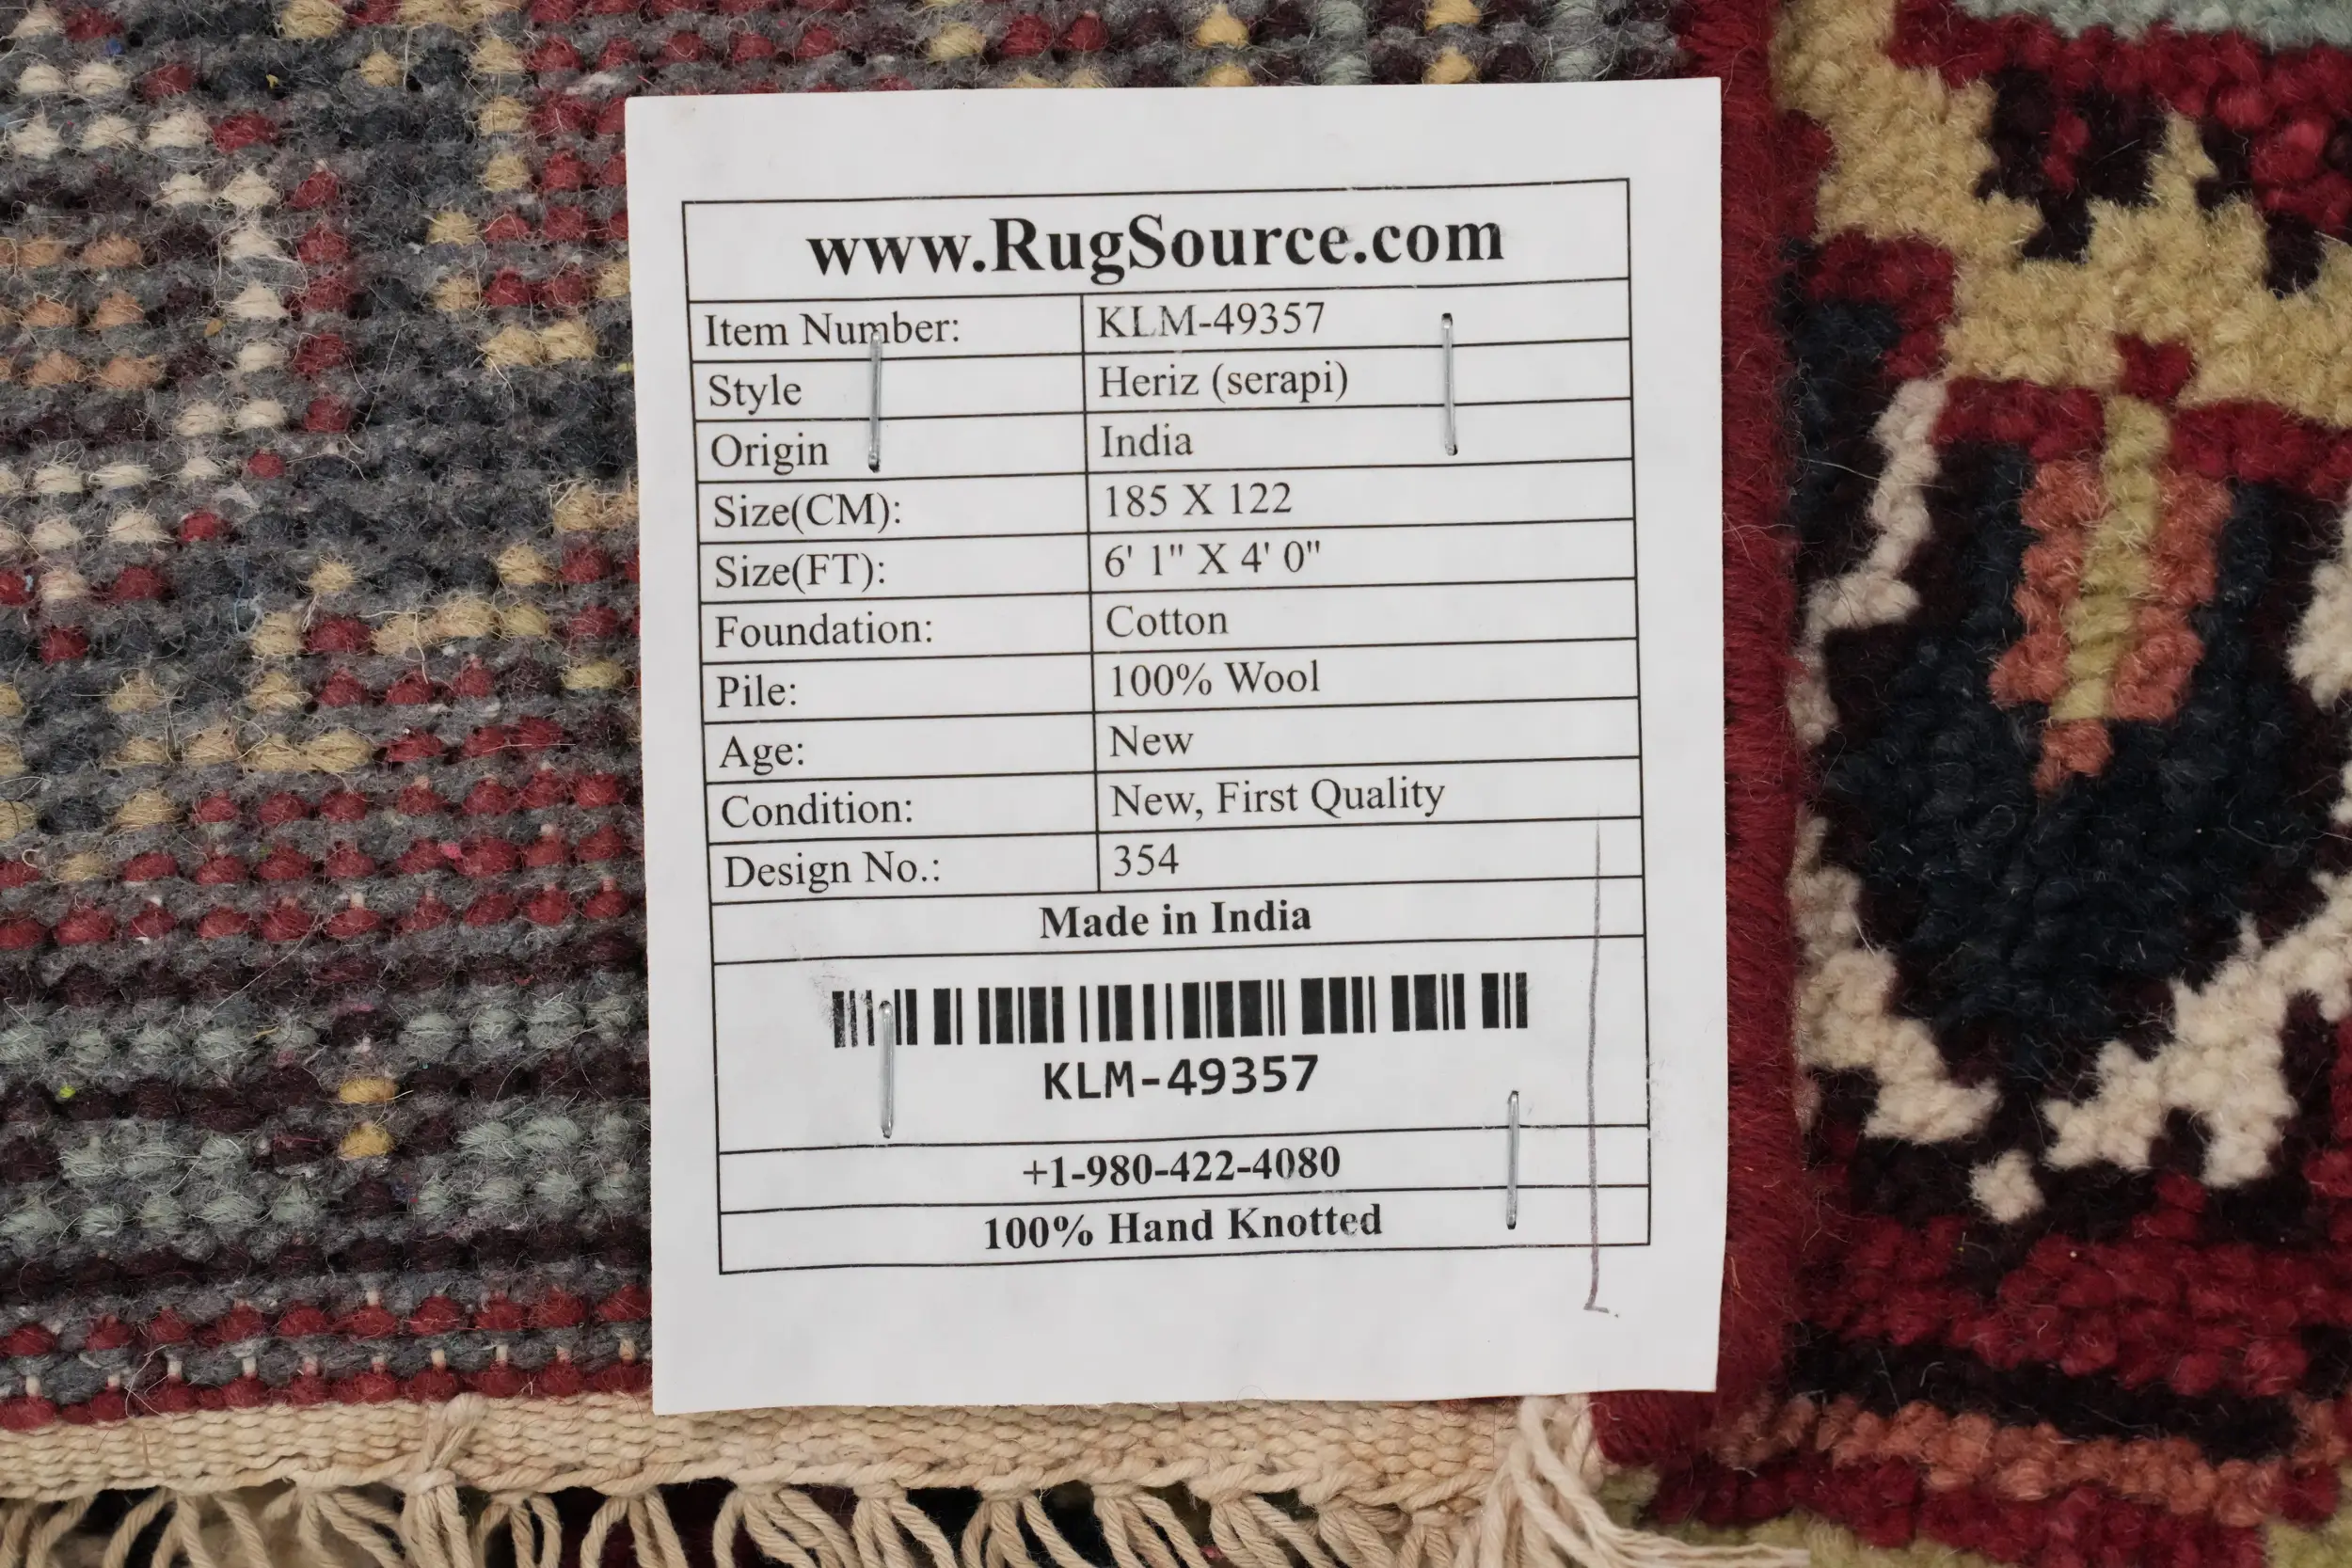 www.RugSource.com
Item Number: KLM-49357
Style Heriz (serapi)
Origin India
Size(CM): 185 X 122
Size(FT): 6' 1" X 4' 0"
Foundation: Cotton
Pile: 100% Wool
Age: New
Condition: New, First Quality
Design No.: 354
Made in India
KLM-49357
+1-980-422-4080
100% Hand Knotted